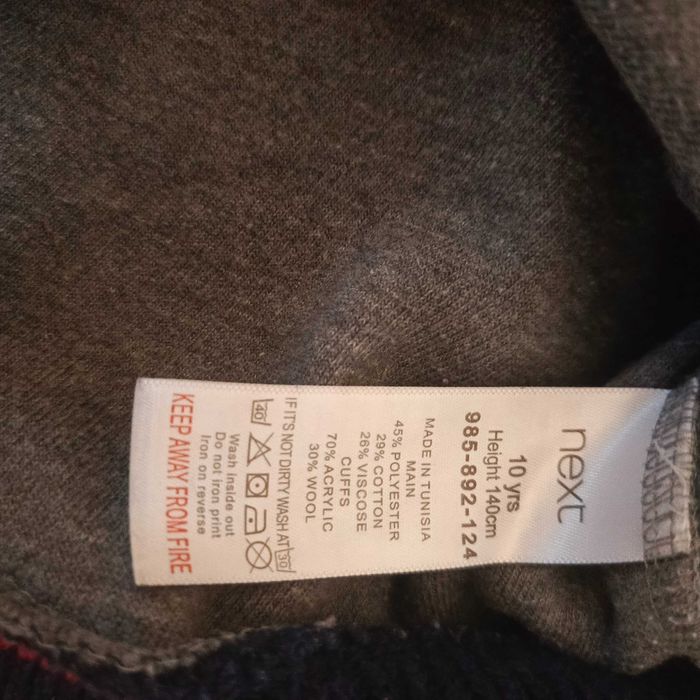 next
10 yrs
Height 140cm
985-892-124
MADE IN TUNISIA
MAIN
45% POLYESTER
29% COTTON
26% VISCOSE
CUFFS
70% ACRYLIC
30% WOOL
IF IT'S NOT DIRTY WASH AT 30
40
Wash inside out
Do not iron print
Iron on reverse
KEEP AWAY FROM FIRE